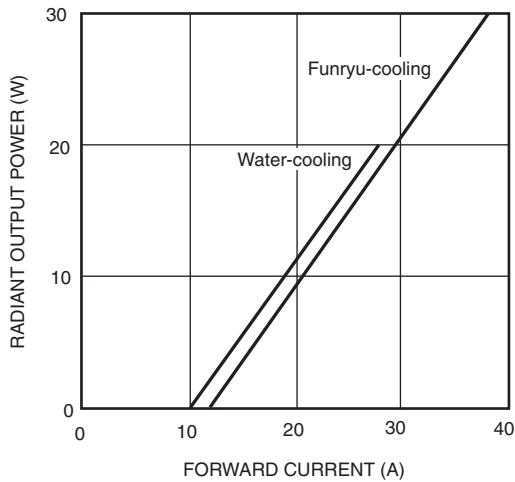 RADIANT OUTPUT POWER (W)
30
20
10
0
Funryu-cooling
Water-cooling
0 10 20 30 40
FORWARD CURRENT (A)